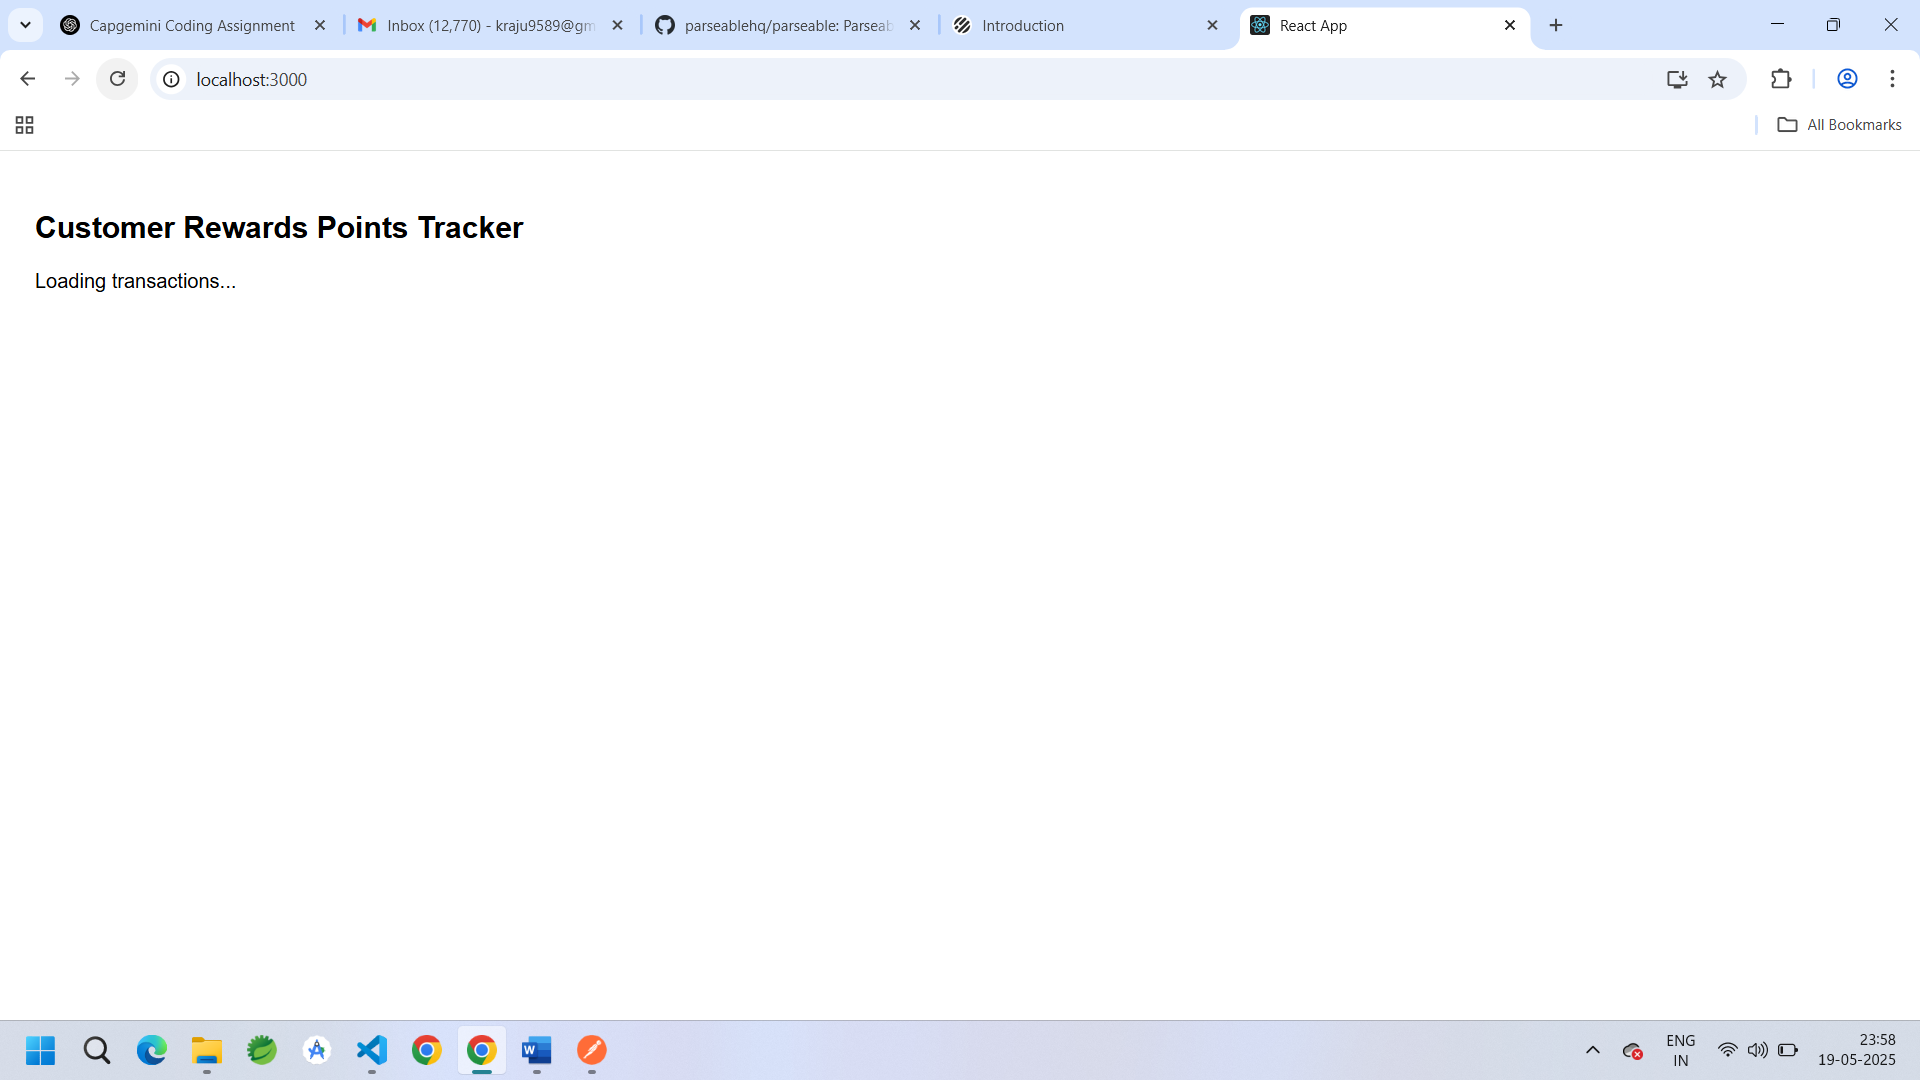 Capgemini Coding Assignment
Inbox (12,770) - kraju9589@gm
parseablehq/parseable: Parseab
Introduction
React App
localhost:3000
All Bookmarks
Customer Rewards Points Tracker
Loading transactions...
ENG
IN
23:58
19-05-2025